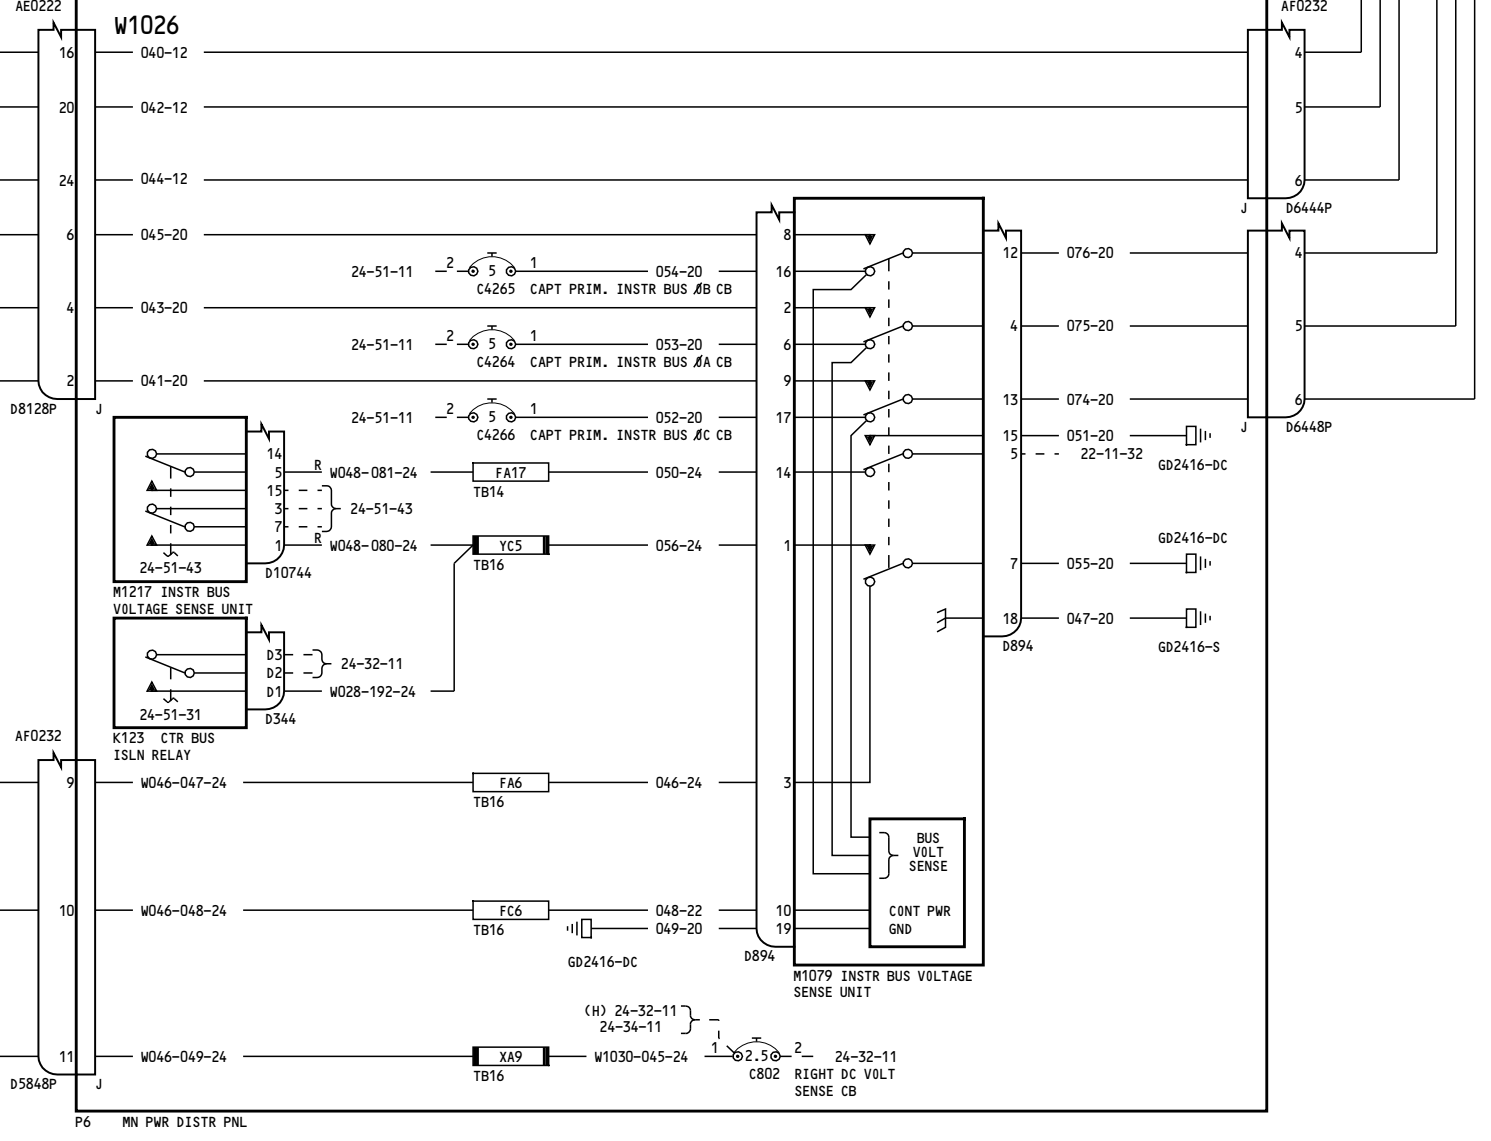 AE0222
W1026
AF0232
16 040-12 4
20 042-12 5
24 044-12 6
J D6444P
6 045-20 8
24-51-11 2 5 1 054-20 16 12 076-20 4
C4265 CAPT PRIM. INSTR BUS ØB CB
4 043-20 2
24-51-11 2 5 1 053-20 6 4 075-20 5
C4264 CAPT PRIM. INSTR BUS ØA CB
2 041-20 9
D8128P J
24-51-11 2 5 1 052-20 17 13 074-20 6
C4266 CAPT PRIM. INSTR BUS ØC CB
J D6448P
15 051-20
GD2416-DC
5 22-11-32
14
5 R W048-081-24 FA17 050-24 14
TB14
15
3 24-51-43
7
1 R W048-080-24 YC5 056-24 1
TB16
24-51-43
D10744
M1217 INSTR BUS
VOLTAGE SENSE UNIT
GD2416-DC
7 055-20
18 047-20
GD2416-S
D894
D3
D2 24-32-11
D1 W028-192-24
24-51-31
D344
K123 CTR BUS
ISLN RELAY
AF0232
9 W046-047-24 FA6 046-24 3
TB16
BUS
VOLT
SENSE
10 W046-048-24 FC6 048-22 10 CONT PWR
TB16
049-20 19 GND
GD2416-DC
D894
M1079 INSTR BUS VOLTAGE
SENSE UNIT
(H) 24-32-11
24-34-11
11 W046-049-24 XA9 W1030-045-24 1 2.5 2 24-32-11
TB16
C802 RIGHT DC VOLT
SENSE CB
D5848P J
P6 MN PWR DISTR PNL